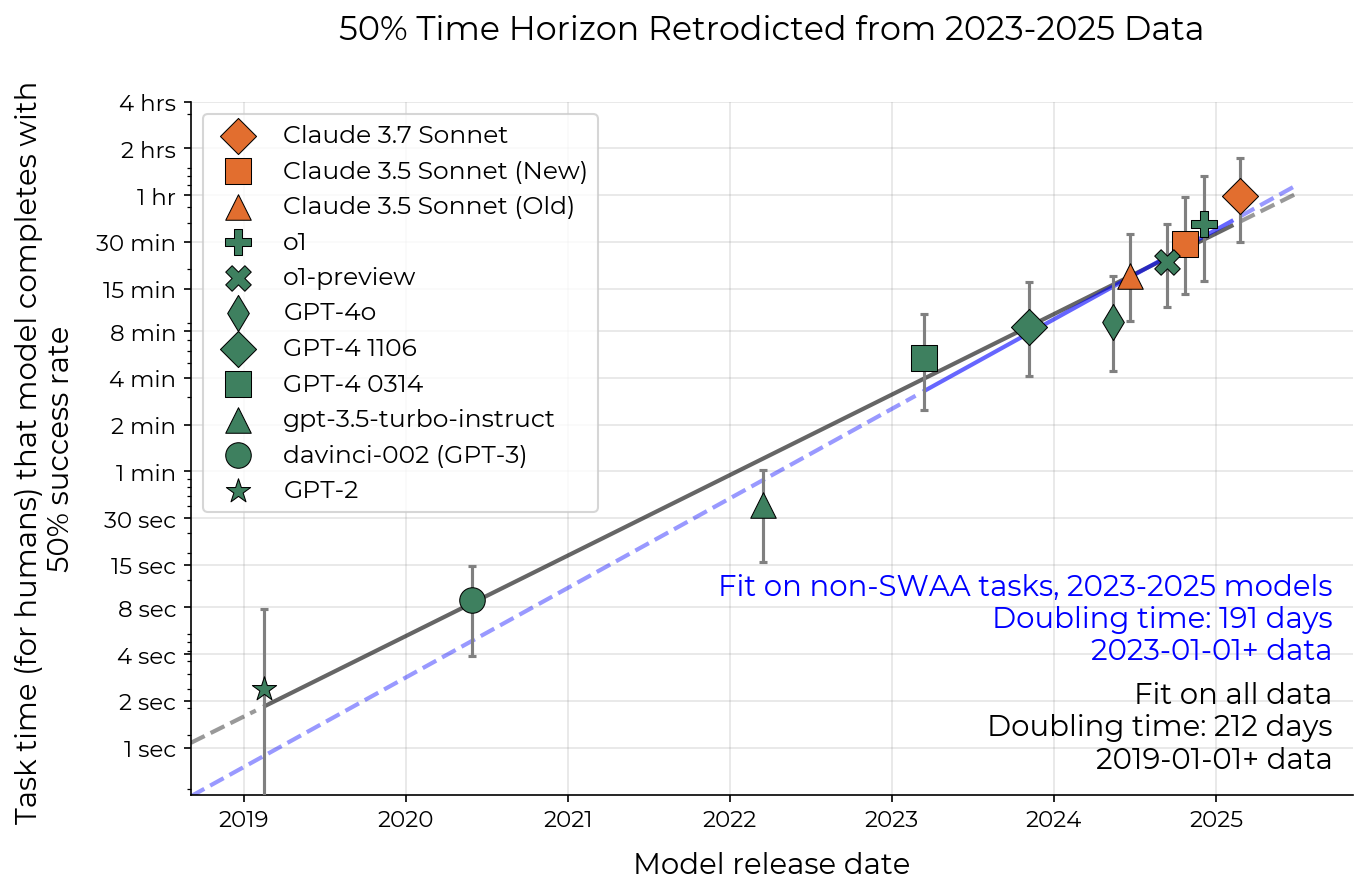 50% Time Horizon Retrodicted from 2023-2025 Data
Task time (for humans) that model completes with
50% success rate
4 hrs
2 hrs
1 hr
30 min
15 min
8 min
4 min
2 min
1 min
30 sec
15 sec
8 sec
4 sec
2 sec
1 sec
Claude 3.7 Sonnet
Claude 3.5 Sonnet (New)
Claude 3.5 Sonnet (Old)
o1
o1-preview
GPT-4o
GPT-4 1106
GPT-4 0314
gpt-3.5-turbo-instruct
davinci-002 (GPT-3)
GPT-2
Fit on non-SWAA tasks, 2023-2025 models
Doubling time: 191 days
2023-01-01+ data
Fit on all data
Doubling time: 212 days
2019-01-01+ data
2019
2020
2021
2022
2023
2024
2025
Model release date